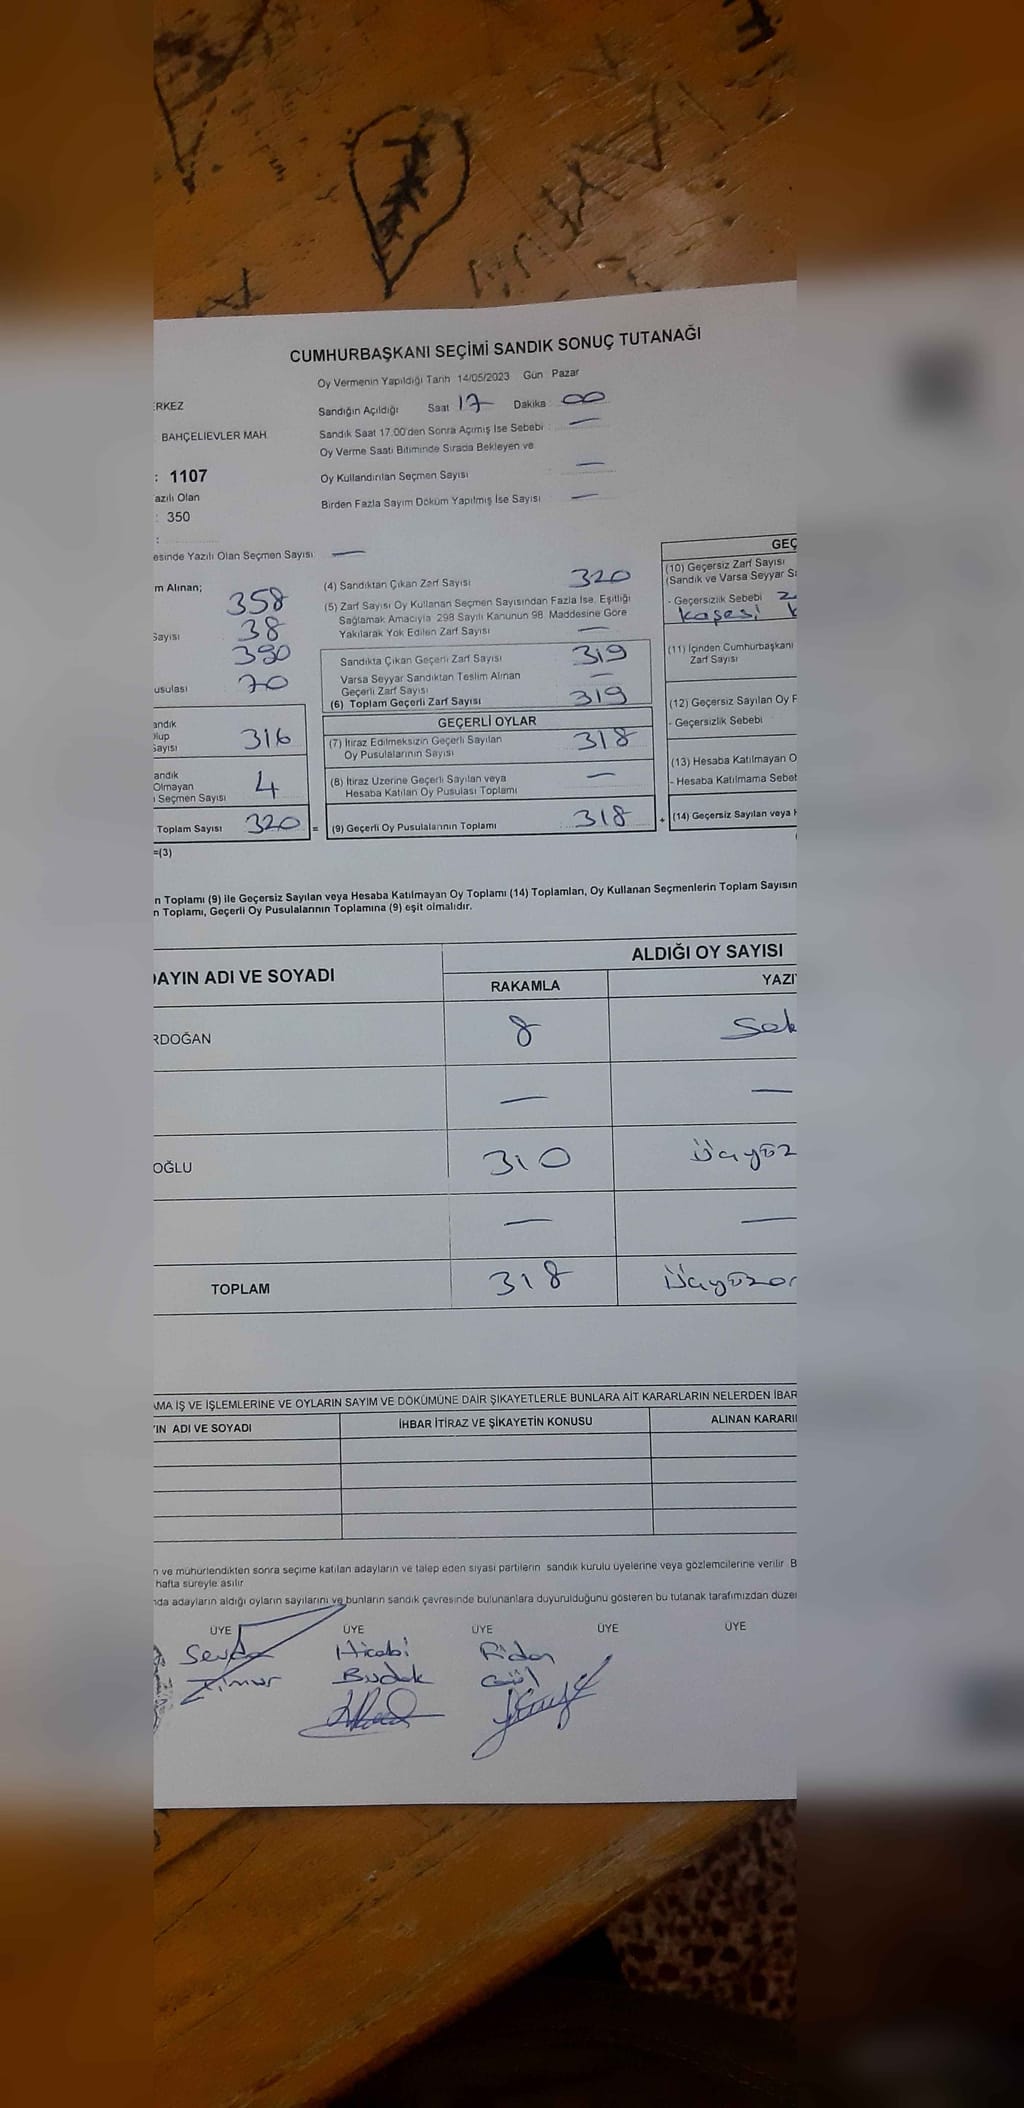 CUMHURBAŞKANI SEÇİMİ SANDIK SONUÇ TUTANAĞI
Oy Vermenin Yapıldığı Tarih 14/05/2023 Gün Pazar
ERKEZ
Sandığın Açıldığı Saat 17 Dakika 00
BAHÇELİEVLER MAH.
Sandık Saat 17.00'den Sonra Açımış İse Sebebi : —
Oy Verme Saati Bitiminde Sırada Bekleyen ve
: 1107
Oy Kullandırılan Seçmen Sayısı —
azılı Olan
Birden Fazla Sayım Döküm Yapılmış İse Sayısı —
: 350
:
esinde Yazılı Olan Seçmen Sayısı —
m Alınan;
358
Sayısı 38
390
usulası 70
andık
olup
Sayısı 316
andık
Olmayan
ı Seçmen Sayısı 4
Toplam Sayısı 320 =
=(3)
(4) Sandıktan Çıkan Zarf Sayısı 320
(5) Zarf Sayısı Oy Kullanan Seçmen Sayısından Fazla İse, Eşitliği
Sağlamak Amacıyla 298 Sayılı Kanunun 98. Maddesine Göre
Yakılarak Yok Edilen Zarf Sayısı —
Sandıkta Çıkan Geçerli Zarf Sayısı 319
Varsa Seyyar Sandıktan Teslim Alınan
Geçerli Zarf Sayısı —
(6) Toplam Geçerli Zarf Sayısı 319
GEÇERLİ OYLAR
(7) İtiraz Edilmeksizin Geçerli Sayılan
Oy Pusulalarının Sayısı 318
(8) İtiraz Üzerine Geçerli Sayılan veya
Hesaba Katılan Oy Pusulası Toplamı —
(9) Geçerli Oy Pusulalarının Toplamı 318 +
GEÇ
(10) Geçersiz Zarf Sayısı
(Sandık ve Varsa Seyyar S
- Geçersizlik Sebebi
kaşesi
(11) İçinden Cumhurbaşkanı
Zarf Sayısı
(12) Geçersiz Sayılan Oy P
- Geçersizlik Sebebi
(13) Hesaba Katılmayan O
- Hesaba Katılmama Sebeb
(14) Geçersiz Sayılan veya H
n Toplamı (9) ile Geçersiz Sayılan veya Hesaba Katılmayan Oy Toplamı (14) Toplamları, Oy Kullanan Seçmenlerin Toplam Sayısın
n Toplamı, Geçerli Oy Pusulalarının Toplamına (9) eşit olmalıdır.
DAYIN ADI VE SOYADI ALDIĞI OY SAYISI
RAKAMLA YAZI
RDOĞAN 8 Sek
— —
OĞLU 310 Üçyüz
— —
TOPLAM 318 Üçyüzo
AMA İŞ VE İŞLEMLERİNE VE OYLARIN SAYIM VE DÖKÜMÜNE DAİR ŞİKAYETLERLE BUNLARA AİT KARARLARIN NELERDEN İBAR
'IN ADI VE SOYADI İHBAR İTİRAZ VE ŞİKAYETİN KONUSU ALINAN KARARI
n ve mühürlendikten sonra seçime katılan adayların ve talep eden siyasi partilerin sandık kurulu üyelerine veya gözlemcilerine verilir. B
hafta süreyle asılır.
nda adayların aldığı oyların sayılarını ve bunların sandık çevresinde bulunanlara duyurulduğunu gösteren bu tutanak tarafımızdan düzer
ÜYE ÜYE ÜYE ÜYE ÜYE
Hicabi
Budak
Gül